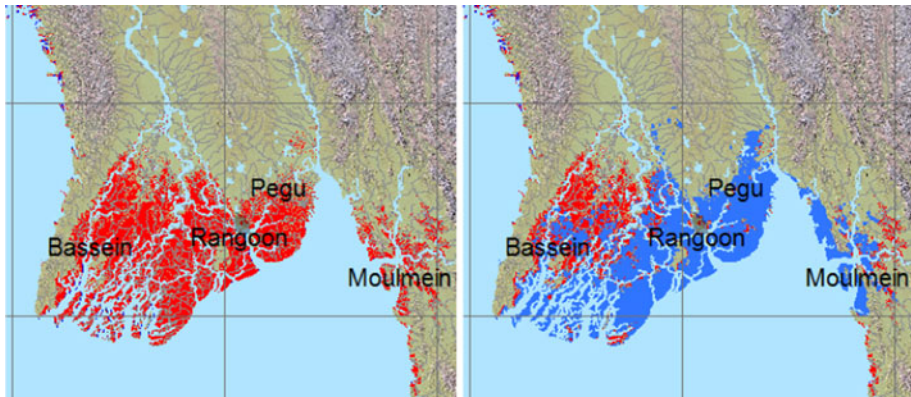 Pegu
Rangoon
Bassein
Moulmein
Pegu
Rangoon
Bassein
Moulmein